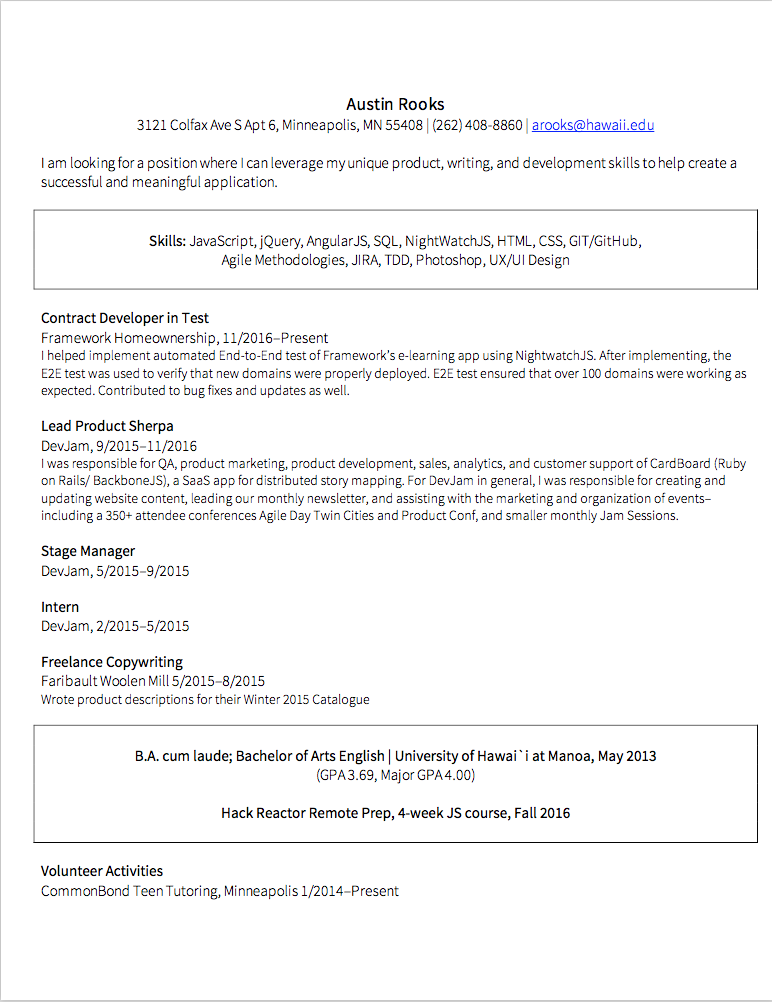 Austin Rooks
3121 Colfax Ave S Apt 6, Minneapolis, MN 55408 | (262) 408-8860 | arooks@hawaii.edu
I am looking for a position where I can leverage my unique product, writing, and development skills to help create a
successful and meaningful application.
Skills: JavaScript, jQuery, AngularJS, SQL, NightWatchJS, HTML, CSS, GIT/GitHub,
Agile Methodologies, JIRA, TDD, Photoshop, UX/UI Design
Contract Developer in Test
Framework Homeownership, 11/2016–Present
I helped implement automated End-to-End test of Framework's e-learning app using NightwatchJS. After implementing, the
E2E test was used to verify that new domains were properly deployed. E2E test ensured that over 100 domains were working as
expected. Contributed to bug fixes and updates as well.
Lead Product Sherpa
DevJam, 9/2015–11/2016
I was responsible for QA, product marketing, product development, sales, analytics, and customer support of CardBoard (Ruby
on Rails/ BackboneJS), a SaaS app for distributed story mapping. For DevJam in general, I was responsible for creating and
updating website content, leading our monthly newsletter, and assisting with the marketing and organization of events–
including a 350+ attendee conferences Agile Day Twin Cities and Product Conf, and smaller monthly Jam Sessions.
Stage Manager
DevJam, 5/2015–9/2015
Intern
DevJam, 2/2015–5/2015
Freelance Copywriting
Faribault Woolen Mill 5/2015–8/2015
Wrote product descriptions for their Winter 2015 Catalogue
B.A. cum laude; Bachelor of Arts English | University of Hawai`i at Manoa, May 2013
(GPA 3.69, Major GPA 4.00)
Hack Reactor Remote Prep, 4-week JS course, Fall 2016
Volunteer Activities
CommonBond Teen Tutoring, Minneapolis 1/2014–Present